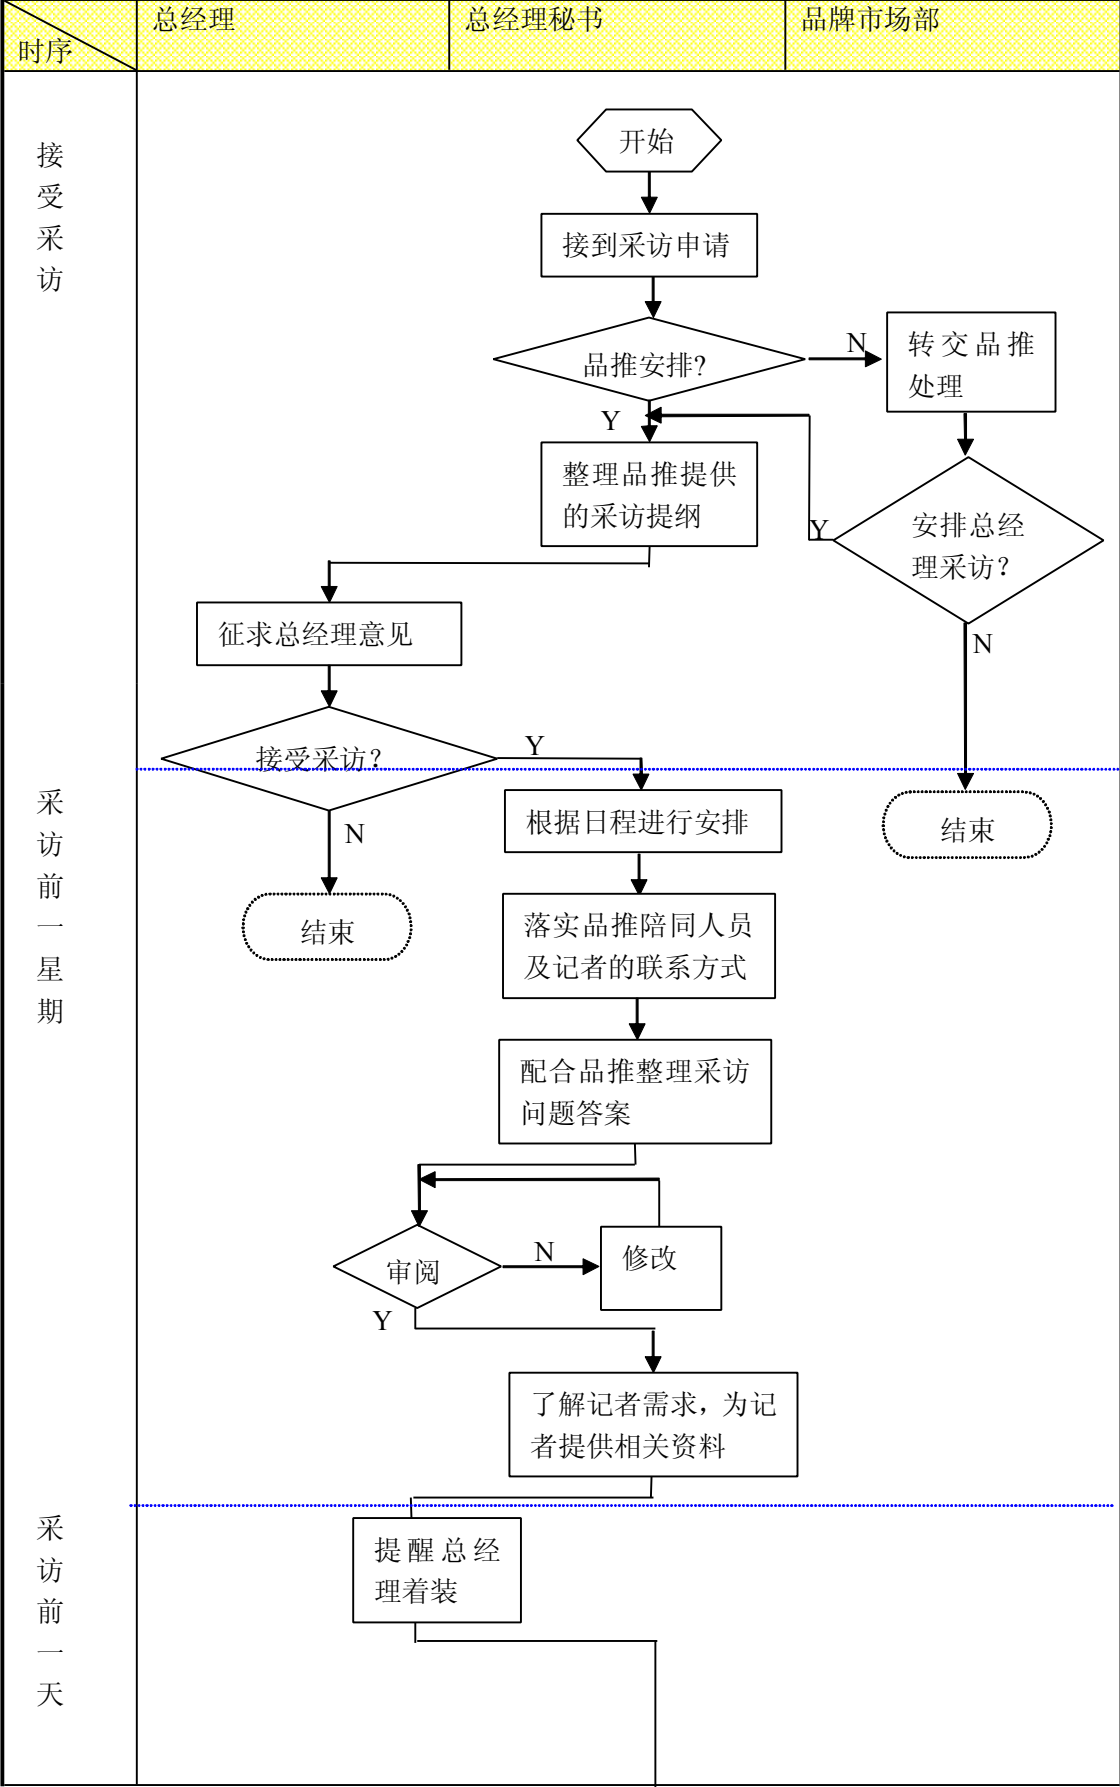 时序
总经理
总经理秘书
品牌市场部
接
受
采
访
开始
接到采访申请
品推安排?
N
转交品推
处理
Y
整理品推提供
的采访提纲
Y
安排总经
理采访?
N
征求总经理意见
接受采访?
Y
N
结束
采
访
前
一
星
期
根据日程进行安排
结束
落实品推陪同人员
及记者的联系方式
配合品推整理采访
问题答案
审阅
N
修改
Y
了解记者需求，为记
者提供相关资料
采
访
前
一
天
提醒总经
理着装